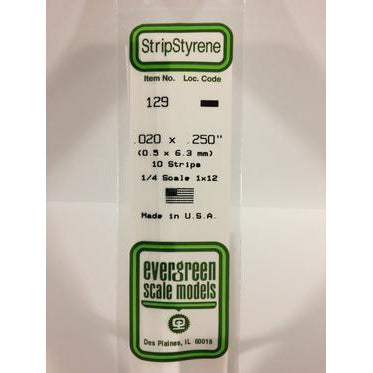 StripStyrene
Item No. Loc. Code
129
.020 x .250"
(0.5 x 6.3 mm)
10 Strips
1/4 Scale 1x12
Made in U.S.A.
evergreen
scale models
Des Plaines, IL 60018